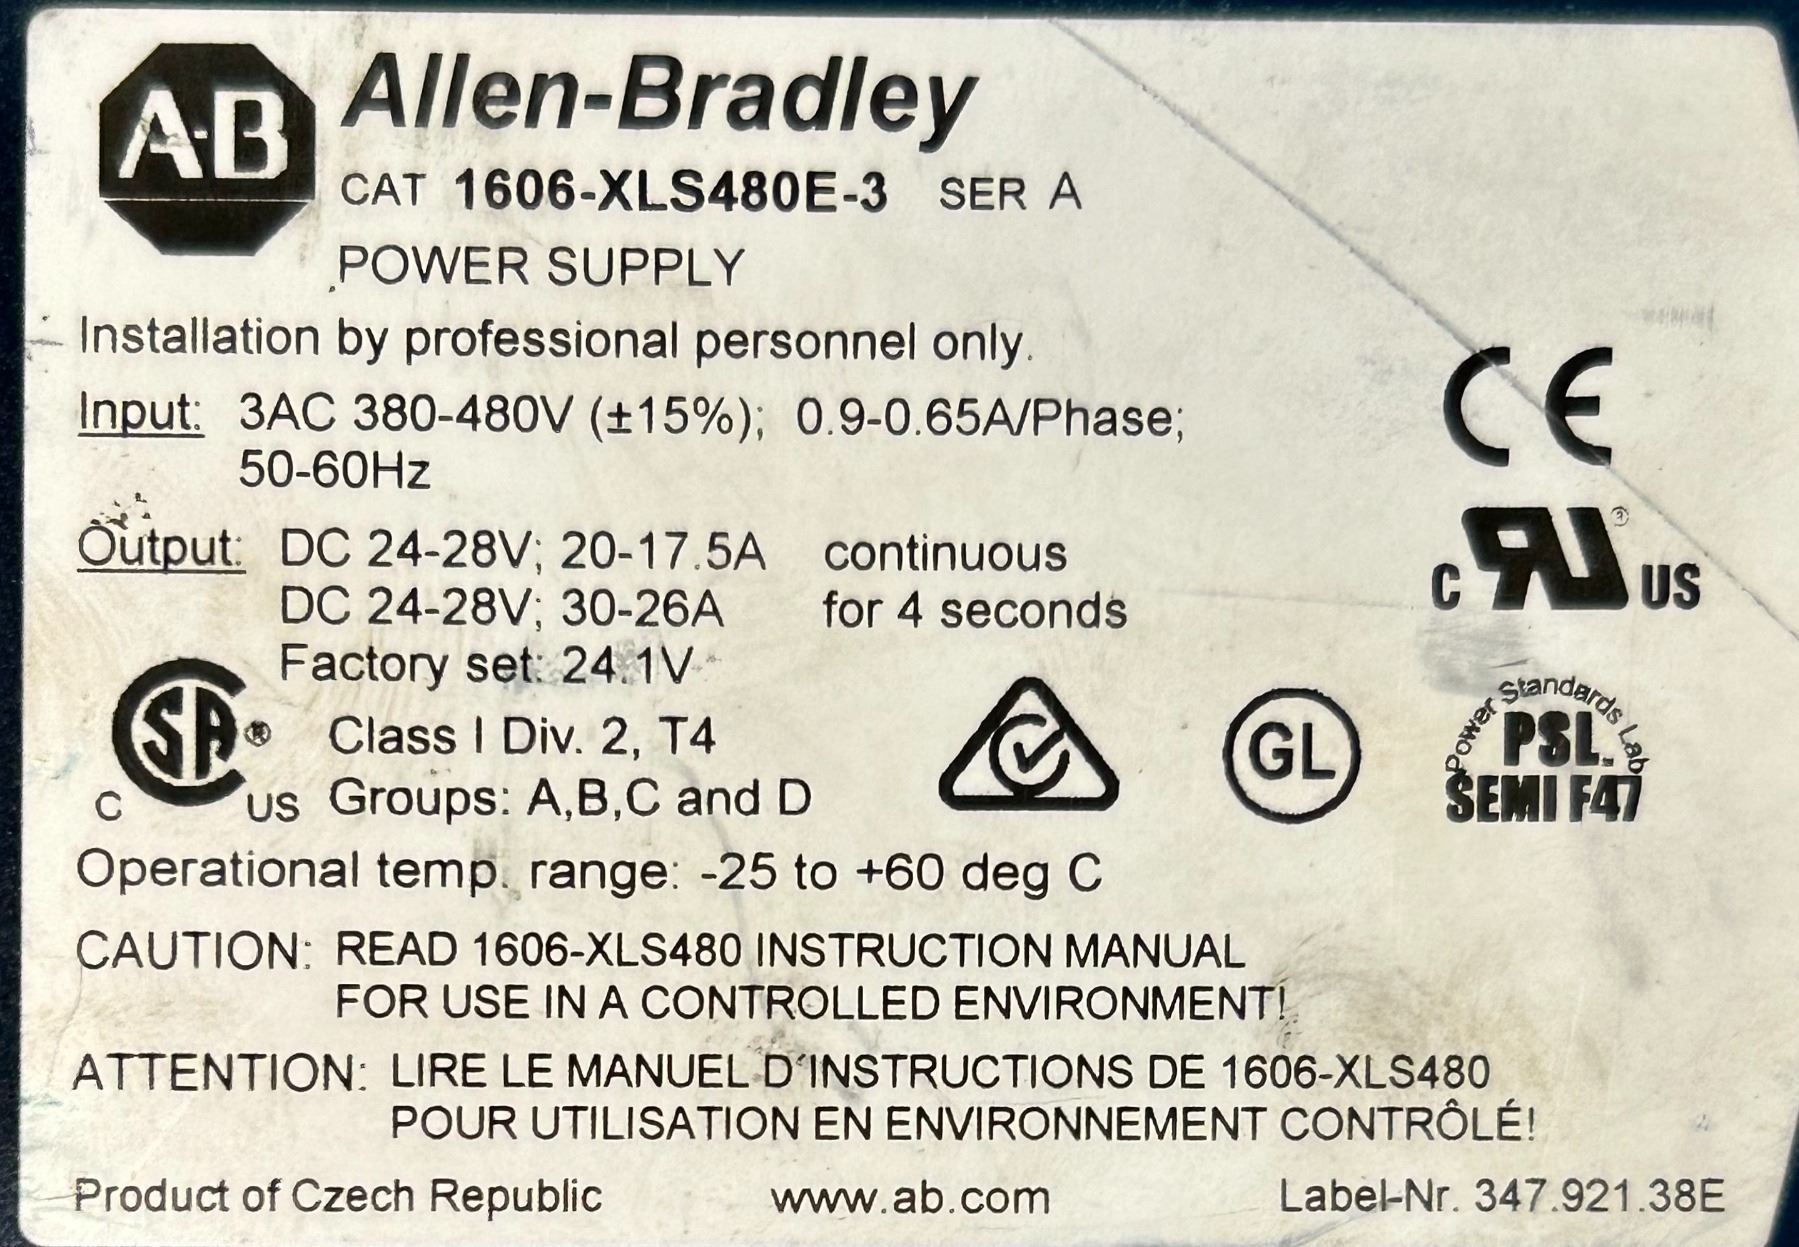 A-B Allen-Bradley
CAT 1606-XLS480E-3 SER A
POWER SUPPLY
Installation by professional personnel only.
Input: 3AC 380-480V (±15%); 0.9-0.65A/Phase;
50-60Hz
CE
Output: DC 24-28V; 20-17.5A continuous
DC 24-28V; 30-26A for 4 seconds
C RU ® US
Factory set: 24.1V
C SA ® US
Class I Div. 2, T4
Groups: A,B,C and D
GL
Power Standards Lab
PSL.
SEMI F47
Operational temp. range: -25 to +60 deg C
CAUTION: READ 1606-XLS480 INSTRUCTION MANUAL
FOR USE IN A CONTROLLED ENVIRONMENT!
ATTENTION: LIRE LE MANUEL D'INSTRUCTIONS DE 1606-XLS480
POUR UTILISATION EN ENVIRONNEMENT CONTRÔLÉ!
Product of Czech Republic www.ab.com Label-Nr. 347.921.38E